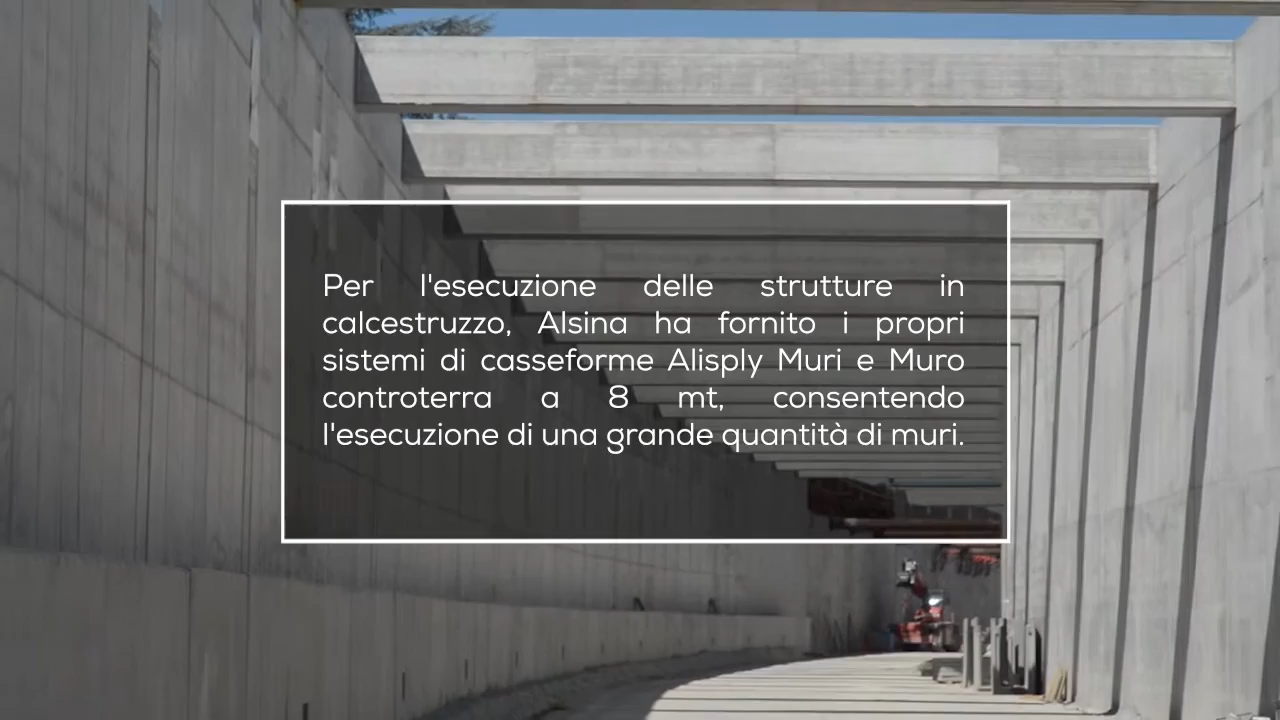 Per l'esecuzione delle strutture in
calcestruzzo, Alsina ha fornito i propri
sistemi di casseforme Alisply Muri e Muro
controterra a 8 mt, consentendo
l'esecuzione di una grande quantità di muri.